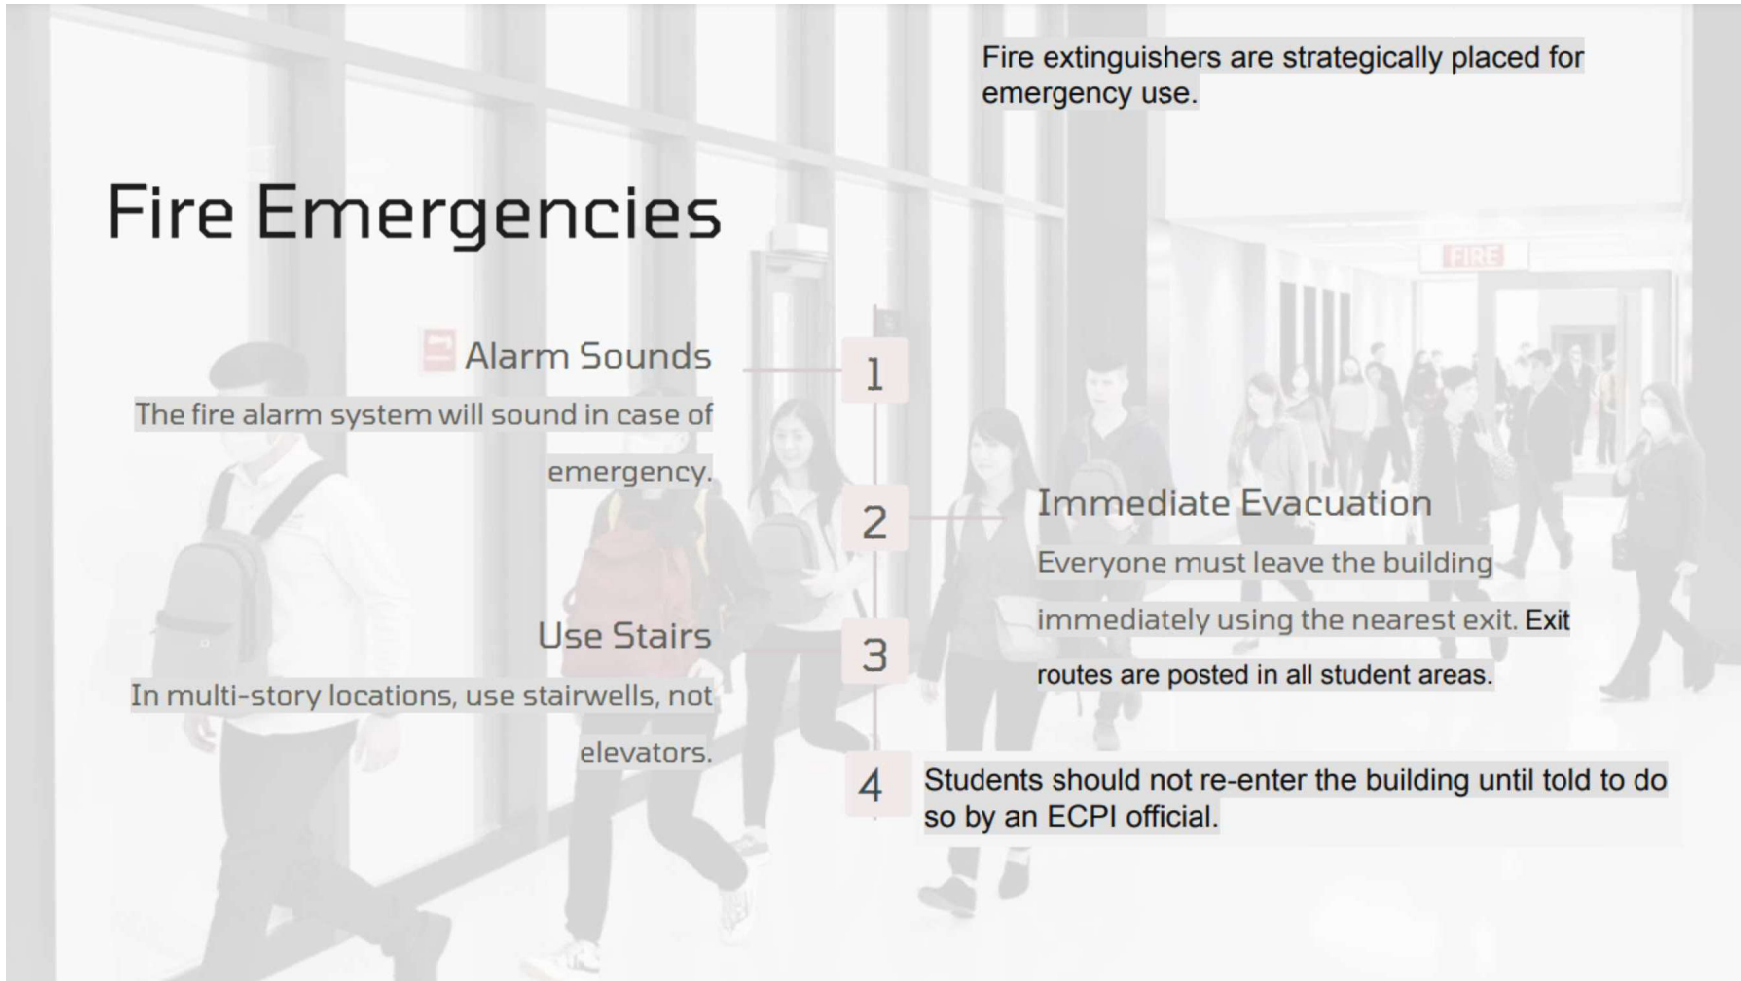 Fire extinguishers are strategically placed for
emergency use.
Fire Emergencies
FIRE
Alarm Sounds
1
The fire alarm system will sound in case of
emergency.
2
Immediate Evacuation
Everyone must leave the building
immediately using the nearest exit. Exit
routes are posted in all student areas.
Use Stairs
3
In multi-story locations, use stairwells, not
elevators.
4
Students should not re-enter the building until told to do
so by an ECPI official.